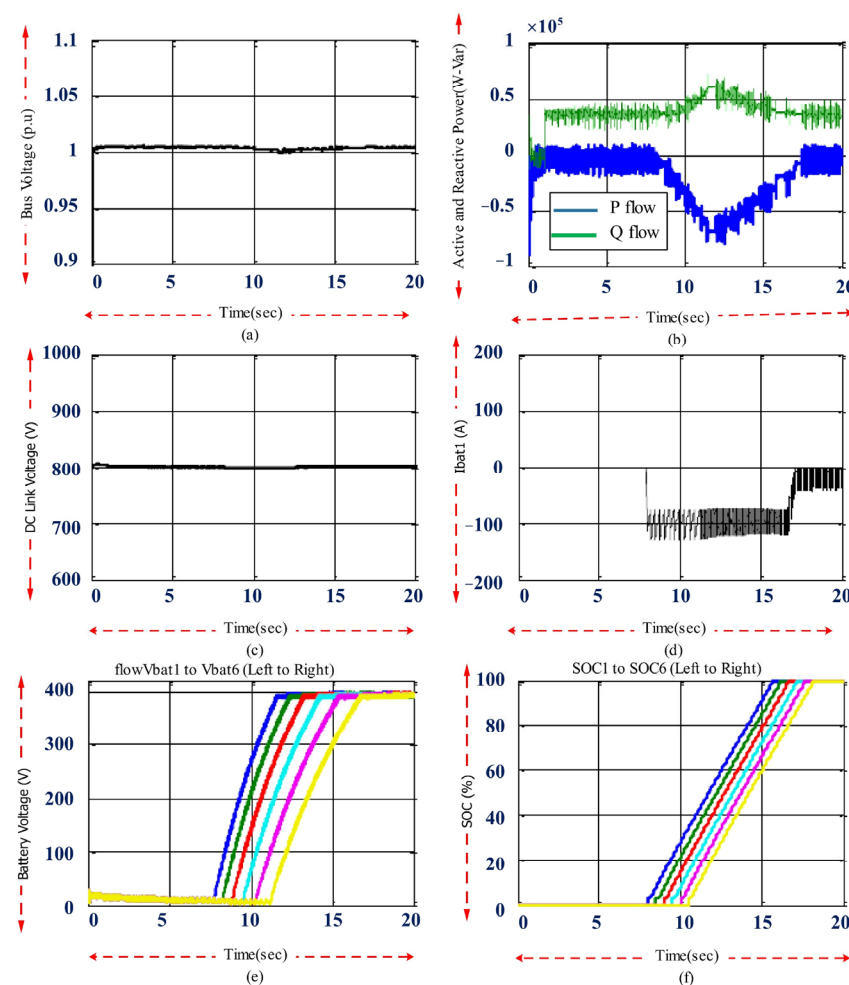 1.1
1.05
1
0.95
0.9
0 5 10 15 20
Bus Voltage (p.u)
Time(sec)
(a)
×10⁵
1
0.5
0
−0.5
−1
P flow
Q flow
0 5 10 15 20
Active and Reactive Power(W-Var)
Time(sec)
(b)
1000
900
800
700
600
0 5 10 15 20
DC Link Voltage (V)
Time(sec)
(c)
200
100
0
−100
−200
0 5 10 15 20
Ibat1 (A)
Time(sec)
(d)
flowVbat1 to Vbat6 (Left to Right)
400
300
200
100
0
0 5 10 15 20
Battery Voltage (V)
Time(sec)
(e)
SOC1 to SOC6 (Left to Right)
100
80
60
40
20
0
0 5 10 15 20
SOC (%)
Time(sec)
(f)